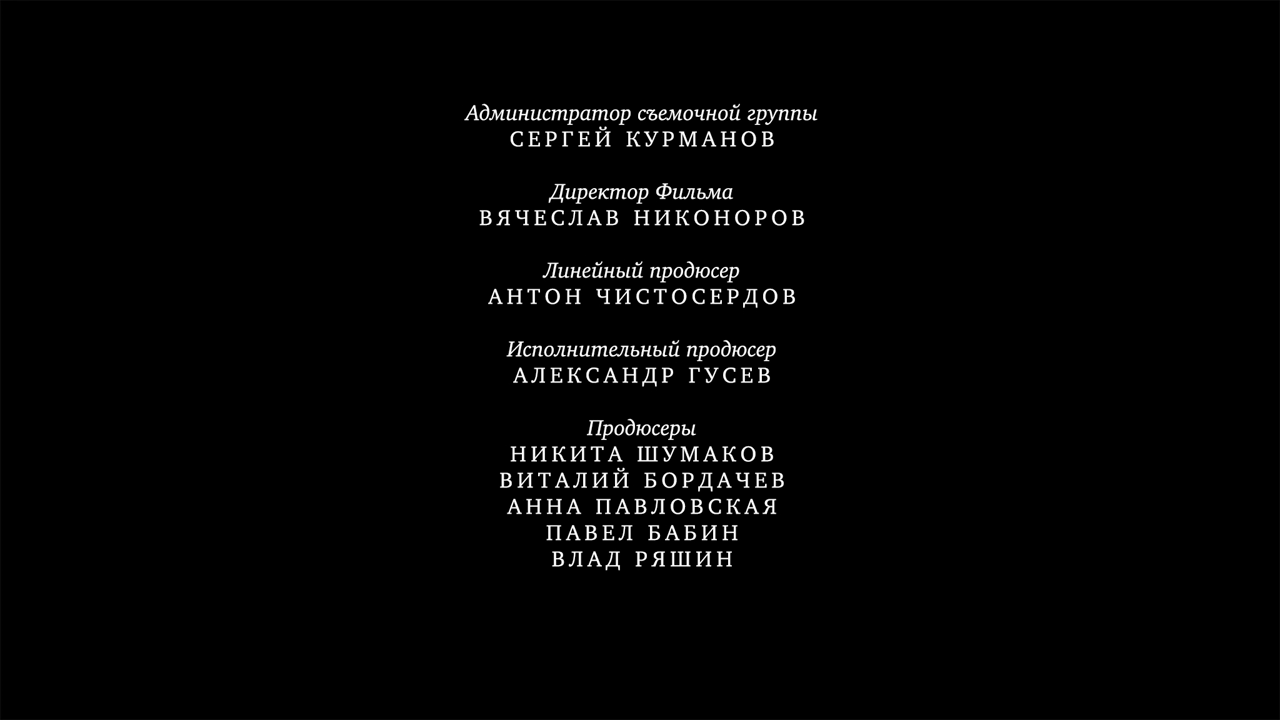 Администратор съемочной группы
СЕРГЕЙ КУРМАНОВ
Директор Фильма
ВЯЧЕСЛАВ НИКОНОРОВ
Линейный продюсер
АНТОН ЧИСТОСЕРДОВ
Исполнительный продюсер
АЛЕКСАНДР ГУСЕВ
Продюсеры
НИКИТА ШУМАКОВ
ВИТАЛИЙ БОРДАЧЕВ
АННА ПАВЛОВСКАЯ
ПАВЕЛ БАБИН
ВЛАД РЯШИН